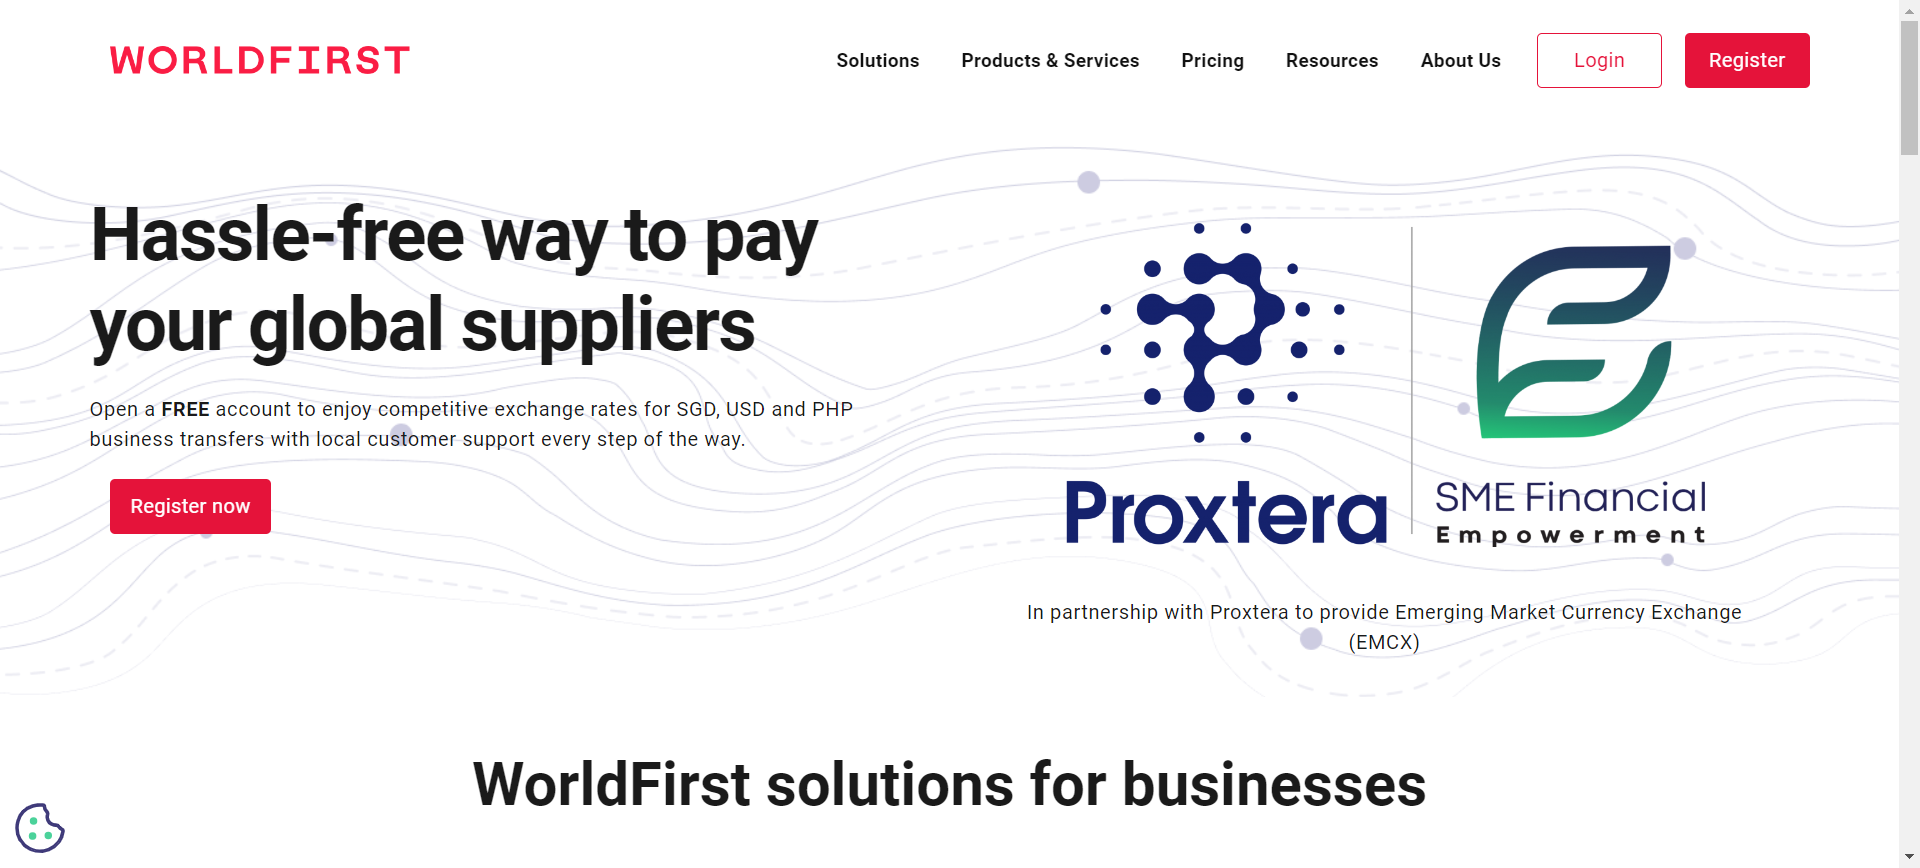 WORLDFIRST
Solutions
Products & Services
Pricing
Resources
About Us
Login
Register
Hassle-free way to pay
your global suppliers
Open a FREE account to enjoy competitive exchange rates for SGD, USD and PHP
business transfers with local customer support every step of the way.
Register now
Proxtera
SME Financial
Empowerment
In partnership with Proxtera to provide Emerging Market Currency Exchange
(EMCX)
WorldFirst solutions for businesses